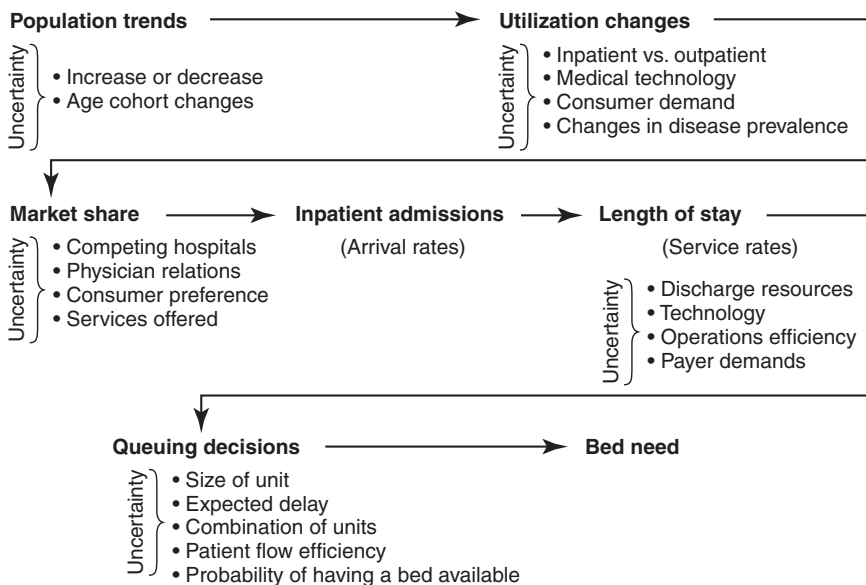 Population trends
Utilization changes
Uncertainty
• Increase or decrease
• Age cohort changes
Uncertainty
• Inpatient vs. outpatient
• Medical technology
• Consumer demand
• Changes in disease prevalence
Market share
Inpatient admissions
Length of stay
Uncertainty
• Competing hospitals
• Physician relations
• Consumer preference
• Services offered
(Arrival rates)
(Service rates)
Uncertainty
• Discharge resources
• Technology
• Operations efficiency
• Payer demands
Queuing decisions
Bed need
Uncertainty
• Size of unit
• Expected delay
• Combination of units
• Patient flow efficiency
• Probability of having a bed available